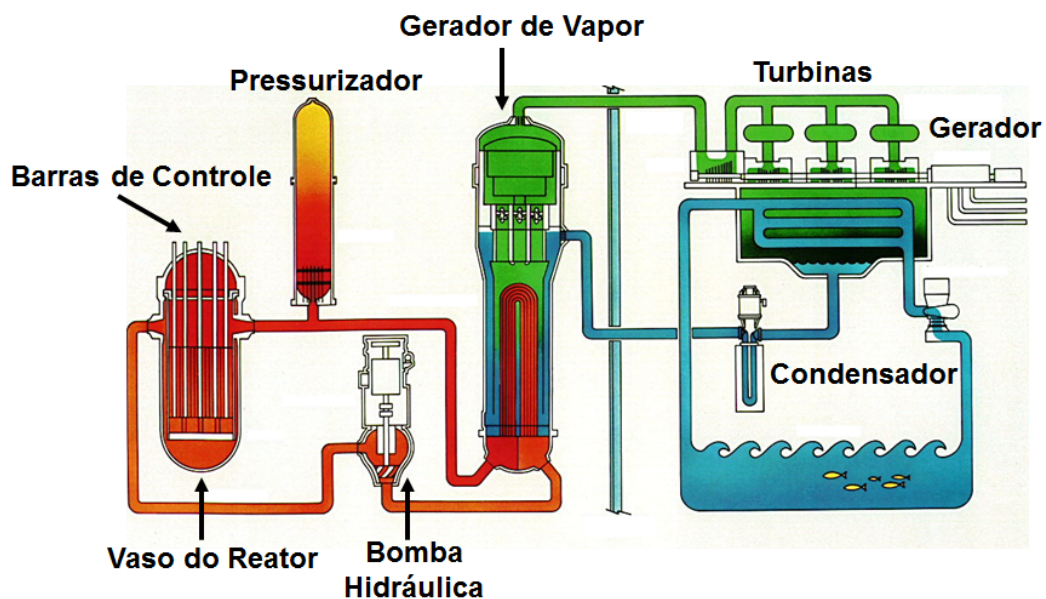 Gerador de Vapor
Pressurizador
Turbinas
Gerador
Barras de Controle
Condensador
Vaso do Reator
Bomba
Hidráulica